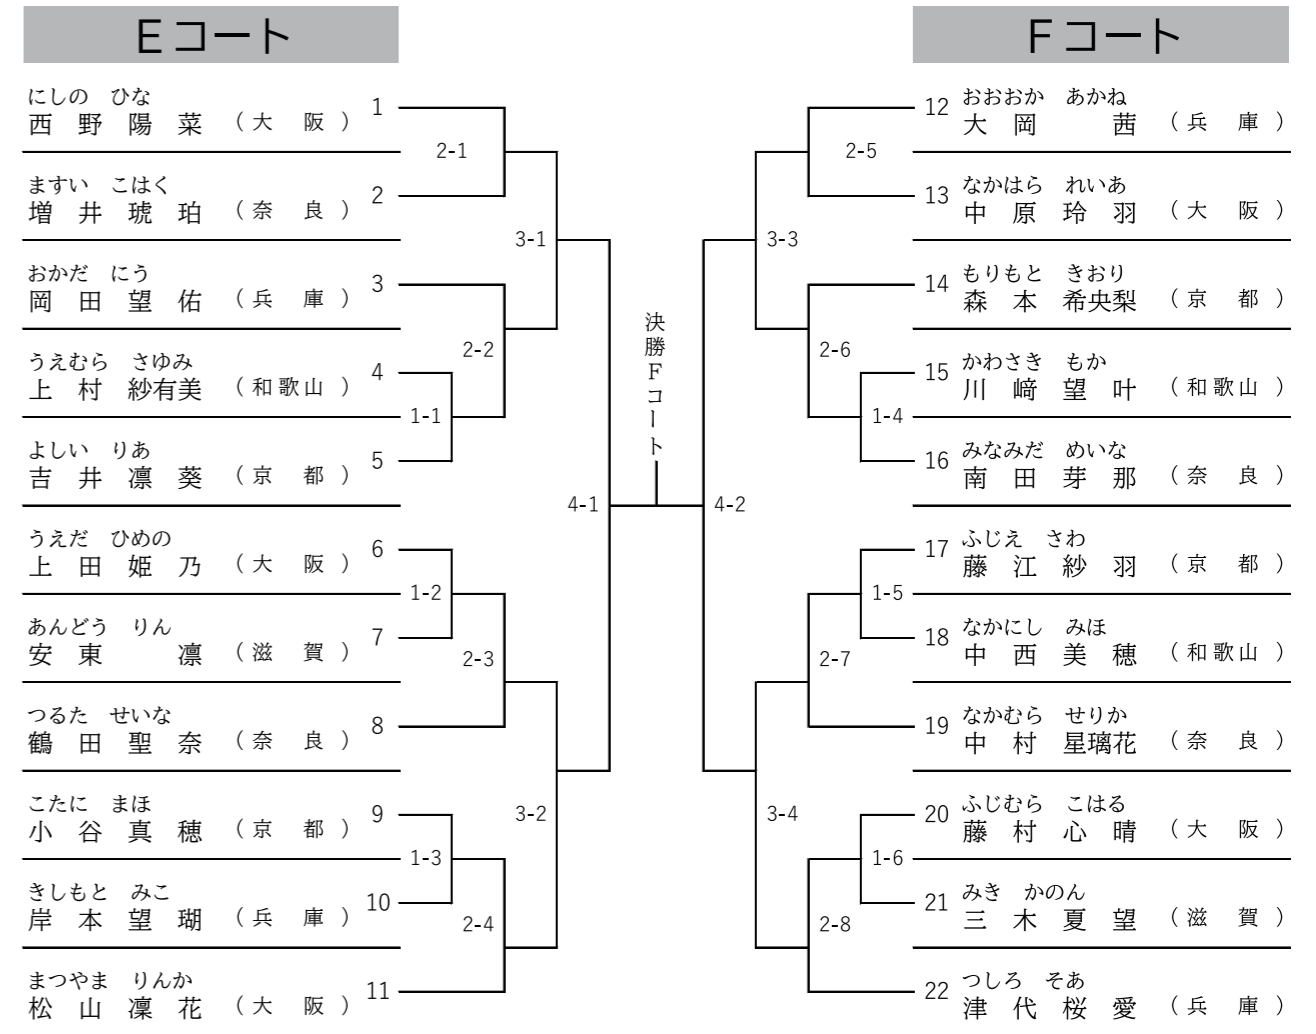 Eコート
にしの ひな
西野陽菜 (大阪) 1
ますい こはく
増井琥珀 (奈良) 2
おかだ にう
岡田望佑 (兵庫) 3
うえむら さゆみ
上村紗有美 (和歌山) 4
よしい りあ
吉井凛葵 (京都) 5
うえだ ひめの
上田姫乃 (大阪) 6
あんどう りん
安東凛 (滋賀) 7
つるた せいな
鶴田聖奈 (奈良) 8
こたに まほ
小谷真穂 (京都) 9
きしもと みこ
岸本望瑚 (兵庫) 10
まつやま りんか
松山凜花 (大阪) 11
2-1
3-1
2-2
1-1
4-1
1-2
2-3
3-2
1-3
2-4
決勝Fコート
Fコート
おおおか あかね
12 大岡茜 (兵庫)
なかはら れいあ
13 中原玲羽 (大阪)
もりもと きおり
14 森本希央梨 (京都)
かわさき もか
15 川﨑望叶 (和歌山)
みなみだ めいな
16 南田芽那 (奈良)
ふじえ さわ
17 藤江紗羽 (京都)
なかにし みほ
18 中西美穂 (和歌山)
なかむら せりか
19 中村星璃花 (奈良)
ふじむら こはる
20 藤村心晴 (大阪)
みき かのん
21 三木夏望 (滋賀)
つしろ そあ
22 津代桜愛 (兵庫)
2-5
3-3
2-6
1-4
4-2
1-5
2-7
3-4
1-6
2-8